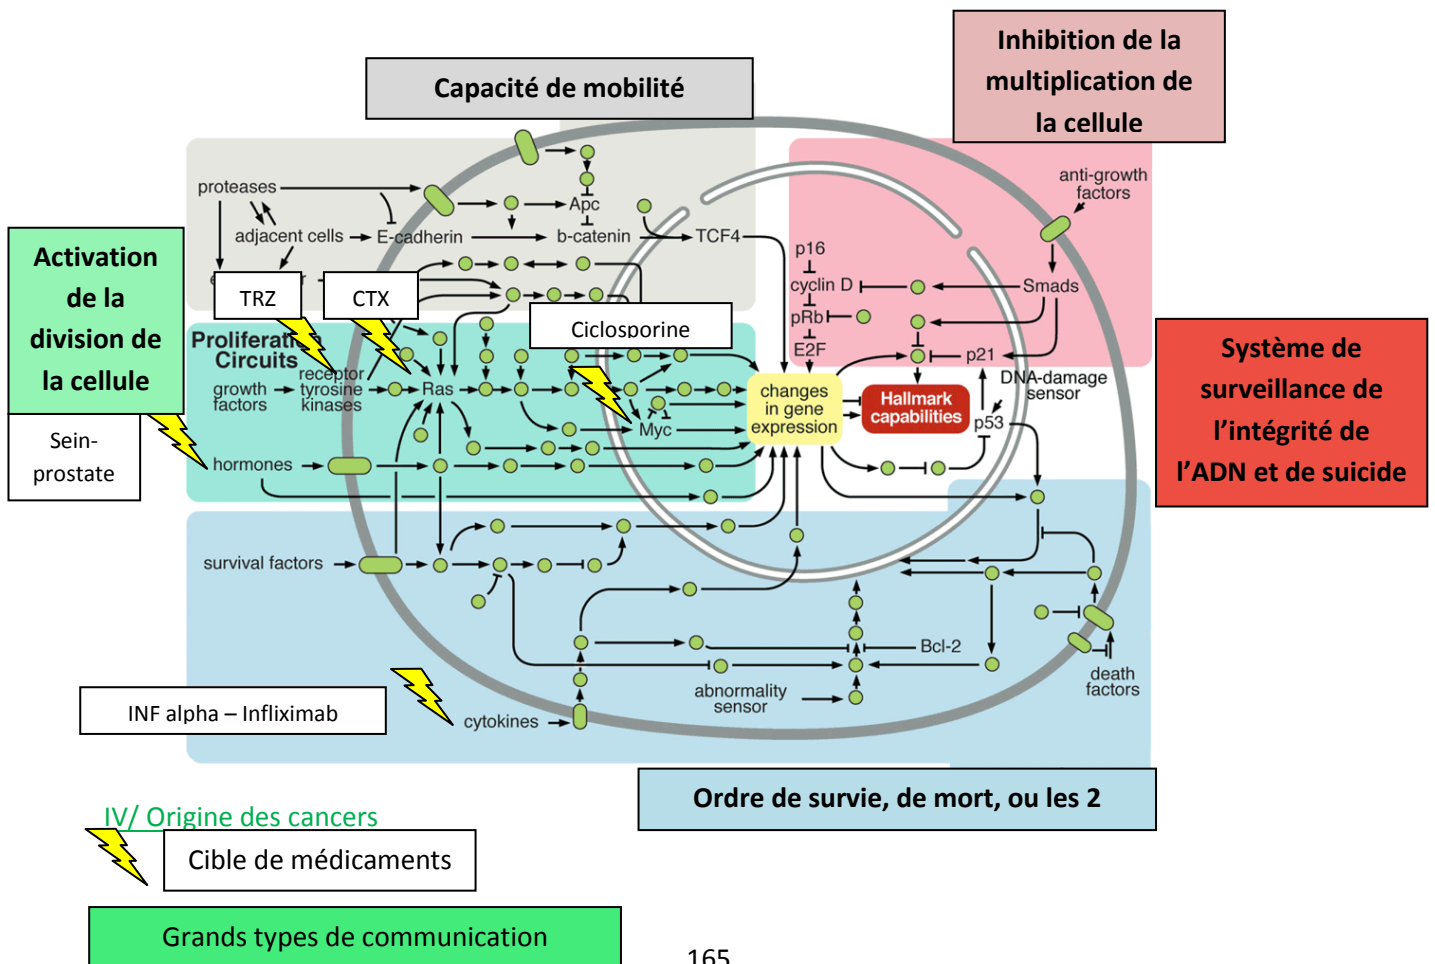 Inhibition de la
multiplication de
la cellule
Capacité de mobilité
proteases
Apc
adjacent cells
E-cadherin
b-catenin
TCF4
anti-growth
factors
p16
cyclin D
Smads
pRb
E2F
p21
Activation
de la
division de
la cellule
TRZ
CTX
Ciclosporine
Proliferation
Circuits
growth
factors
receptor
tyrosine
kinases
Ras
Myc
changes
in gene
expression
Hallmark
capabilities
DNA-damage
sensor
p53
Système de
surveillance de
l’intégrité de
l’ADN et de suicide
Sein-
prostate
hormones
survival factors
Bcl-2
abnormality
sensor
death
factors
INF alpha – Infliximab
cytokines
Ordre de survie, de mort, ou les 2
IV/ Origine des cancers
Cible de médicaments
Grands types de communication
165